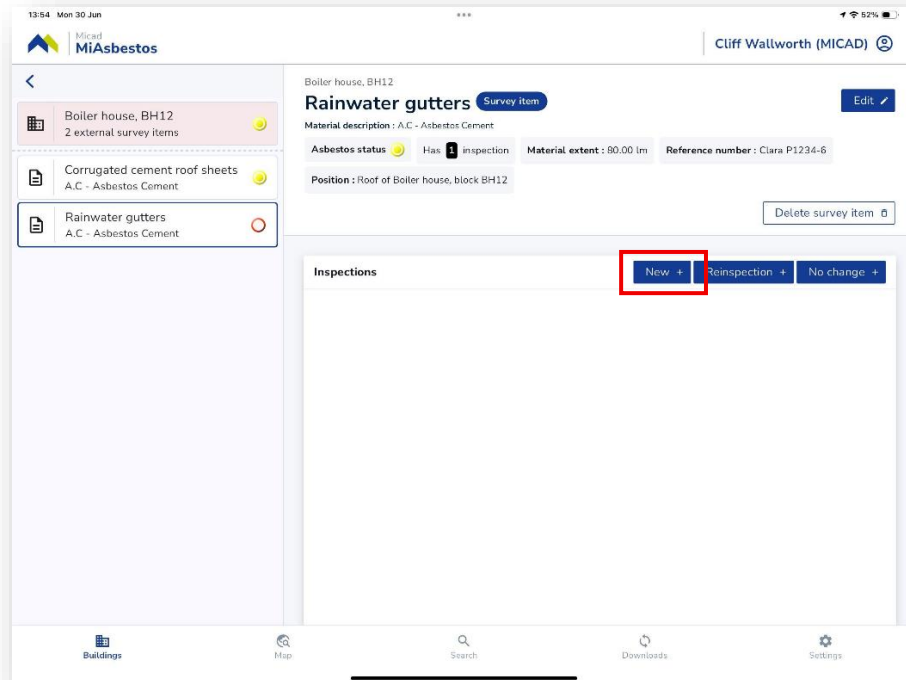 13:54 Mon 30 Jun
52%
Micad
MiAsbestos
Cliff Wallworth (MICAD)
Boiler house, BH12
2 external survey items
Corrugated cement roof sheets
A.C - Asbestos Cement
Rainwater gutters
A.C - Asbestos Cement
Boiler house, BH12
Rainwater gutters Survey item
Edit
Material description : A.C - Asbestos Cement
Asbestos status Has 1 inspection Material extent : 80.00 lm Reference number : Clara P1234-6
Position : Roof of Boiler house, block BH12
Delete survey item
Inspections New + Reinspection + No change +
Buildings Map Search Downloads Settings